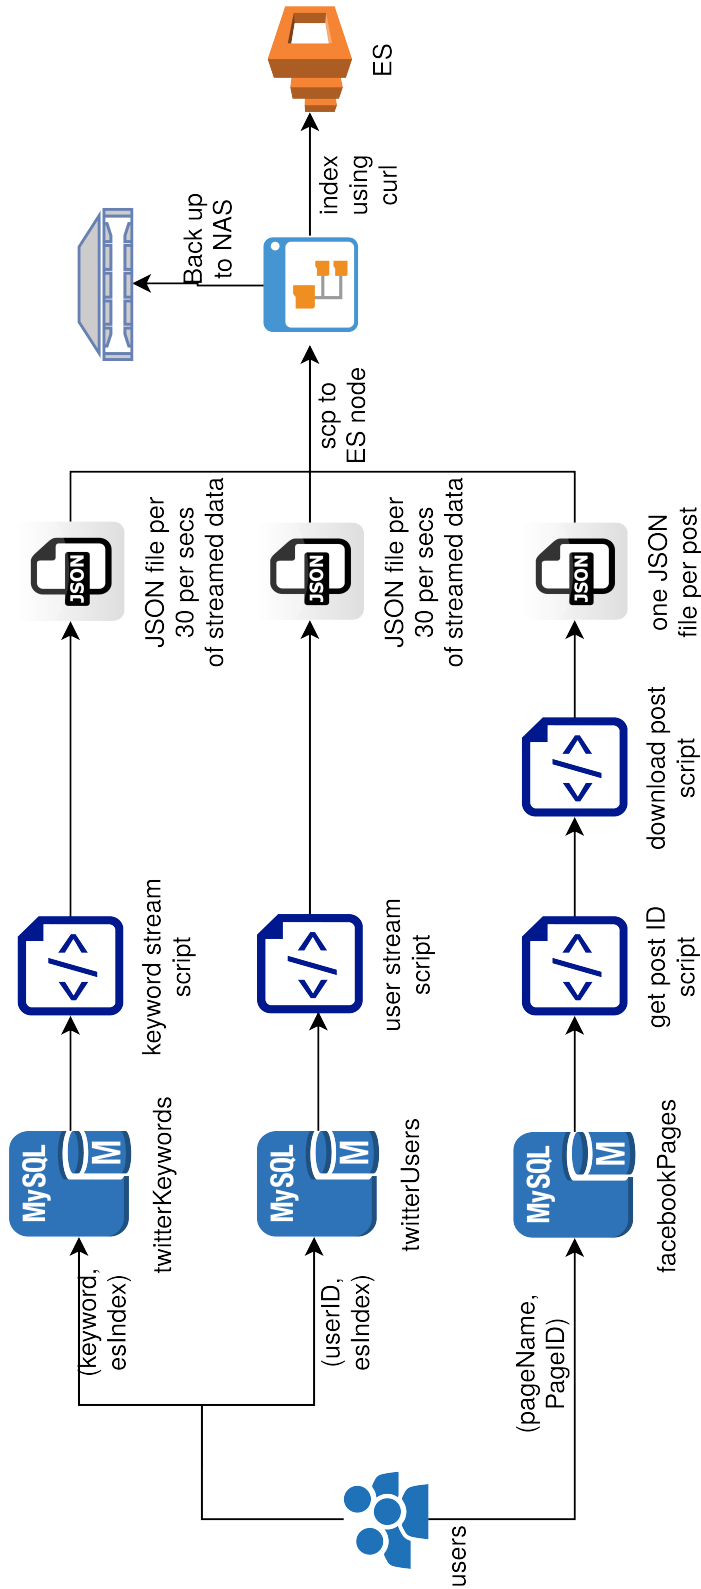 users
(keyword,
esIndex)
(userID,
esIndex)
(pageName,
PageID)
MySQL
M
twitterKeywords
MySQL
M
twitterUsers
MySQL
M
facebookPages
</>
keyword stream
script
</>
user stream
script
</>
get post ID
script
</>
download post
script
JSON
JSON file per
30 per secs
of streamed data
JSON
JSON file per
30 per secs
of streamed data
JSON
one JSON
file per post
scp to
ES node
Back up
to NAS
index
using
curl
ES